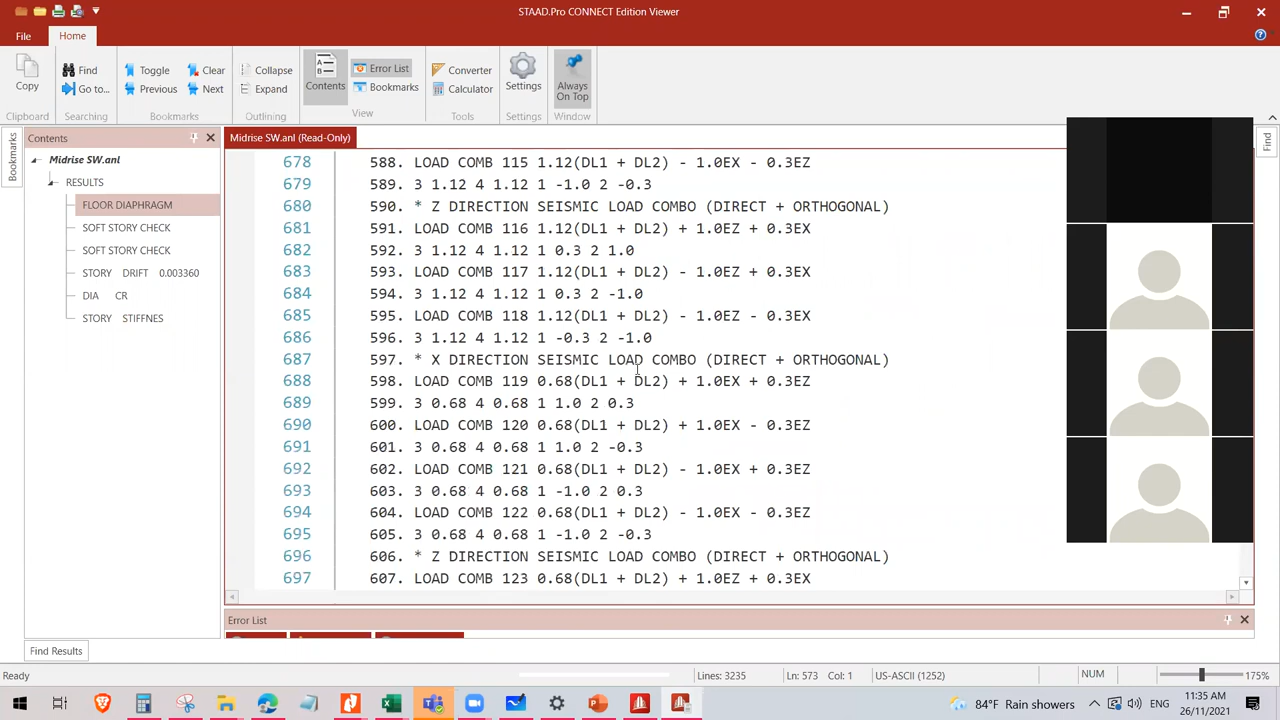 STAAD.Pro CONNECT Edition Viewer
File
Home
Copy
Clipboard
Find
Go to...
Searching
Toggle
Clear
Previous
Next
Bookmarks
Collapse
Expand
Outlining
Contents
Error List
Bookmarks
View
Converter
Calculator
Tools
Settings
Settings
Always On Top
Window
Bookmarks
Contents
Midrise SW.anl
RESULTS
FLOOR DIAPHRAGM
SOFT STORY CHECK
SOFT STORY CHECK
STORY DRIFT 0.003360
DIA CR
STORY STIFFNES
Midrise SW.anl (Read-Only)
678 588. LOAD COMB 115 1.12(DL1 + DL2) - 1.0EX - 0.3EZ
679 589. 3 1.12 4 1.12 1 -1.0 2 -0.3
680 590. * Z DIRECTION SEISMIC LOAD COMBO (DIRECT + ORTHOGONAL)
681 591. LOAD COMB 116 1.12(DL1 + DL2) + 1.0EZ + 0.3EX
682 592. 3 1.12 4 1.12 1 0.3 2 1.0
683 593. LOAD COMB 117 1.12(DL1 + DL2) - 1.0EZ + 0.3EX
684 594. 3 1.12 4 1.12 1 0.3 2 -1.0
685 595. LOAD COMB 118 1.12(DL1 + DL2) - 1.0EZ - 0.3EX
686 596. 3 1.12 4 1.12 1 -0.3 2 -1.0
687 597. * X DIRECTION SEISMIC LOAD COMBO (DIRECT + ORTHOGONAL)
688 598. LOAD COMB 119 0.68(DL1 + DL2) + 1.0EX + 0.3EZ
689 599. 3 0.68 4 0.68 1 1.0 2 0.3
690 600. LOAD COMB 120 0.68(DL1 + DL2) + 1.0EX - 0.3EZ
691 601. 3 0.68 4 0.68 1 1.0 2 -0.3
692 602. LOAD COMB 121 0.68(DL1 + DL2) - 1.0EX + 0.3EZ
693 603. 3 0.68 4 0.68 1 -1.0 2 0.3
694 604. LOAD COMB 122 0.68(DL1 + DL2) - 1.0EX - 0.3EZ
695 605. 3 0.68 4 0.68 1 -1.0 2 -0.3
696 606. * Z DIRECTION SEISMIC LOAD COMBO (DIRECT + ORTHOGONAL)
697 607. LOAD COMB 123 0.68(DL1 + DL2) + 1.0EZ + 0.3EX
Find
Error List
Find Results
Ready
Lines: 3235
Ln: 573 Col: 1
US-ASCII (1252)
NUM
175%
84°F Rain showers
11:35 AM
26/11/2021